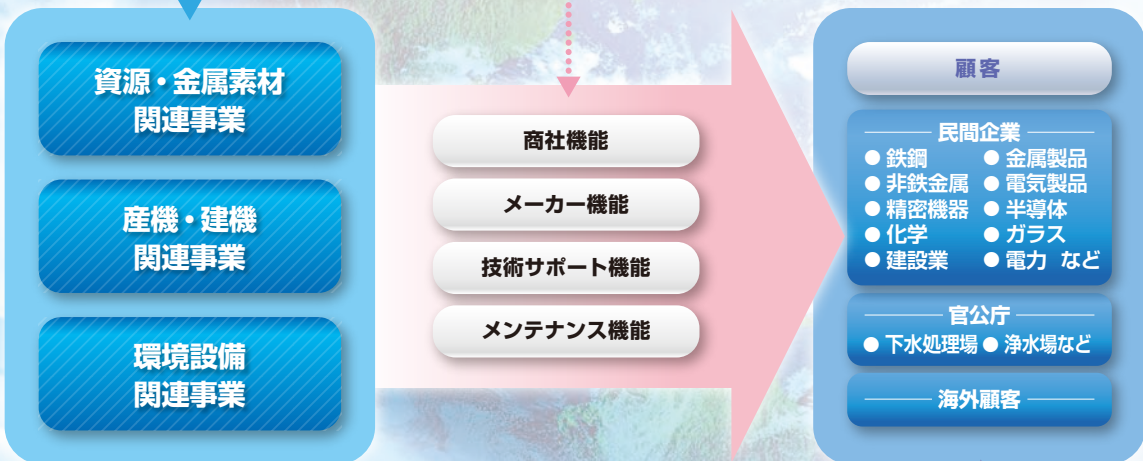 資源・金属素材
関連事業
産機・建機
関連事業
環境設備
関連事業
商社機能
メーカー機能
技術サポート機能
メンテナンス機能
顧客
民間企業
● 鉄鋼 ● 金属製品
● 非鉄金属 ● 電気製品
● 精密機器 ● 半導体
● 化学 ● ガラス
● 建設業 ● 電力 など
官公庁
● 下水処理場 ● 浄水場など
海外顧客